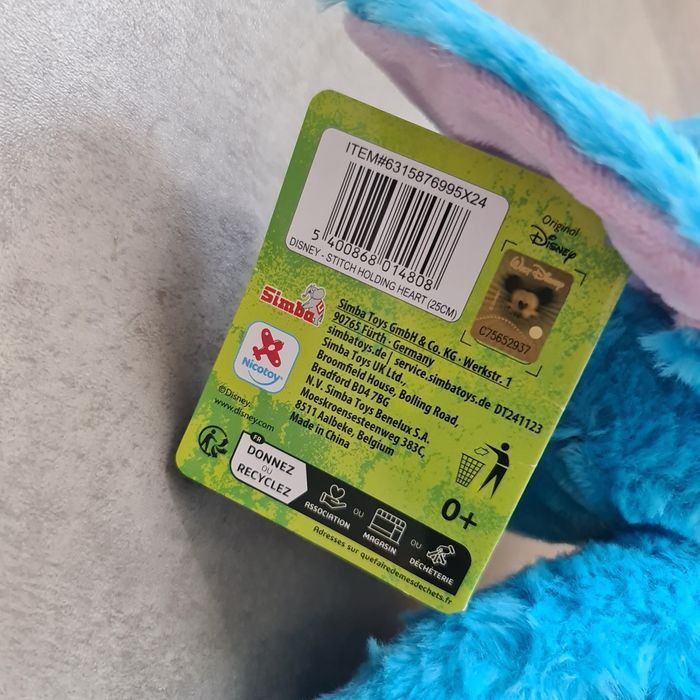 ITEM#6315876995X24
5 400868 014808
DISNEY - STITCH HOLDING HEART (25CM)
Original
Disney
Walt Disney
C75652937
Simba
Nicotoy
Simba Toys GmbH & Co. KG · Werkstr. 1
90765 Fürth · Germany
simbatoys.de | service.simbatoys.de DT241123
Simba Toys UK Ltd.,
Broomfield House, Bolling Road,
Bradford BD4 7BG
N.V. Simba Toys Benelux S.A.
Moeskroensesteenweg 383C,
8511 Aalbeke, Belgium
Made in China
©Disney.
www.disney.com
FR
DONNEZ
OU
RECYCLEZ
ASSOCIATION
OU
MAGASIN
OU
DÉCHÈTERIE
Adresses sur quefairedemesdechets.fr
0+